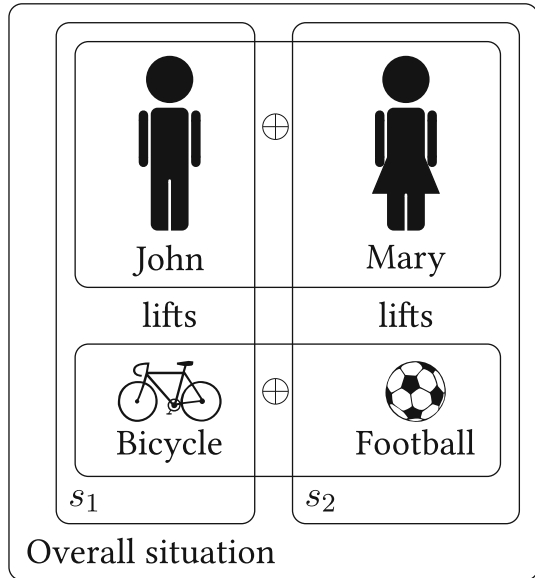 ⊕
John Mary
lifts lifts
⊕
Bicycle Football
s₁ s₂
Overall situation